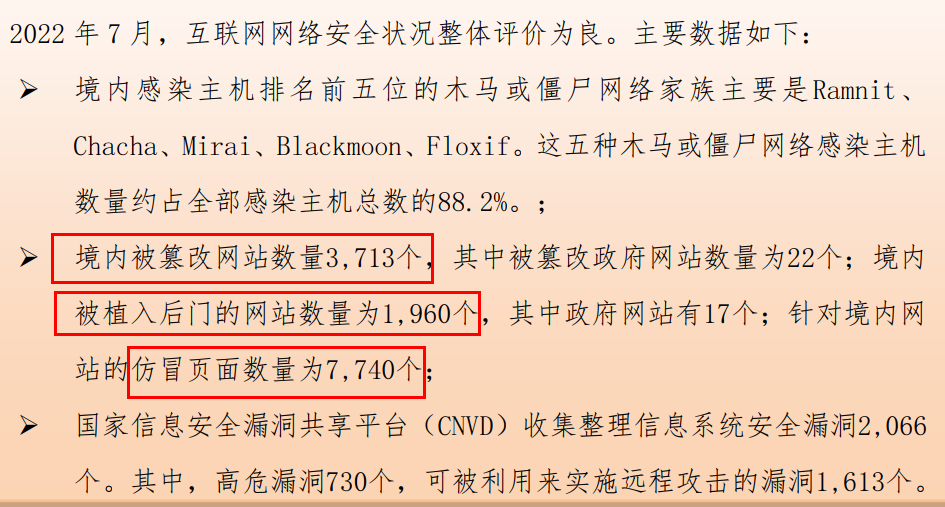 2022 年 7 月，互联网网络安全状况整体评价为良。主要数据如下：
➢ 境内感染主机排名前五位的木马或僵尸网络家族主要是Ramnit、
Chacha、Mirai、Blackmoon、Floxif。这五种木马或僵尸网络感染主机
数量约占全部感染主机总数的88.2%。；
➢ 境内被篡改网站数量3,713个，其中被篡改政府网站数量为22个；境内
被植入后门的网站数量为1,960个，其中政府网站有17个；针对境内网
站的仿冒页面数量为7,740个；
➢ 国家信息安全漏洞共享平台（CNVD）收集整理信息系统安全漏洞2,066
个。其中，高危漏洞730个，可被利用来实施远程攻击的漏洞1,613个。